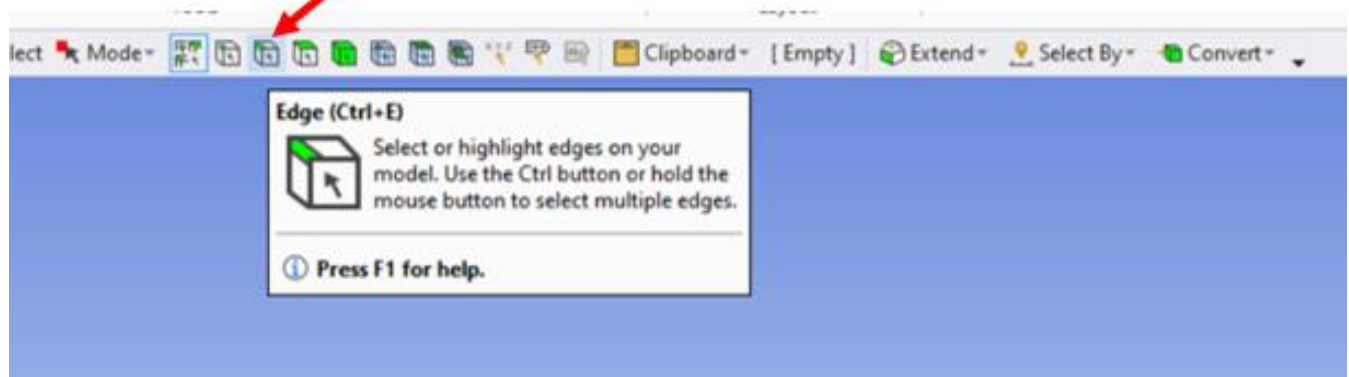 lect Mode Clipboard [ Empty ] Extend Select By Convert
Edge (Ctrl+E)
Select or highlight edges on your
model. Use the Ctrl button or hold the
mouse button to select multiple edges.
Press F1 for help.